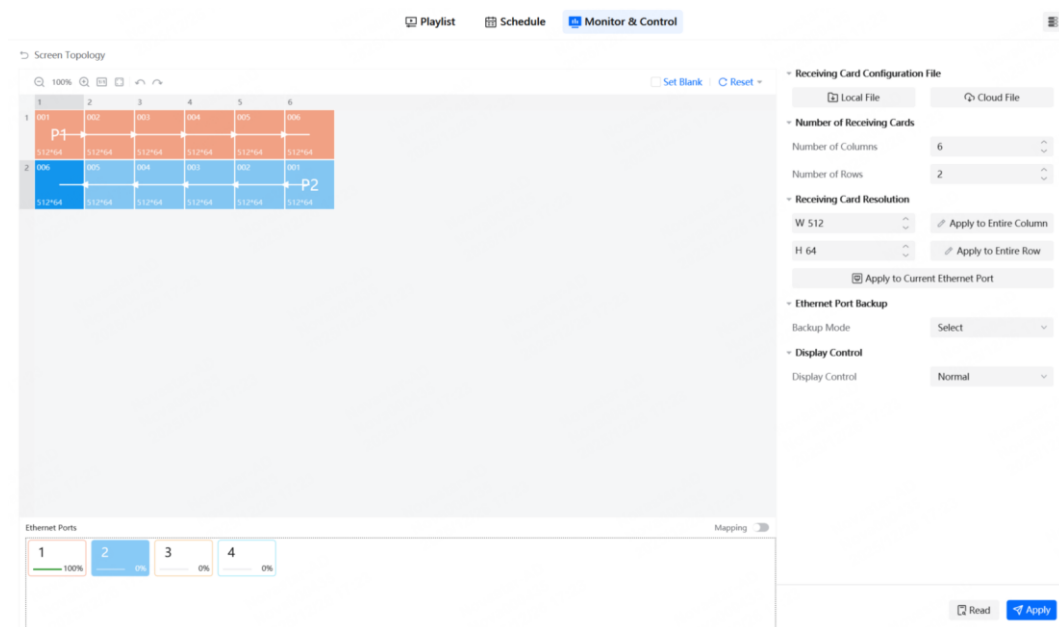 Playlist Schedule Monitor & Control
Screen Topology
100% Set Blank Reset
1 2 3 4 5 6
1 001 002 003 004 005 006
P1
512*64 512*64 512*64 512*64 512*64 512*64
2 006 005 004 003 002 001
P2
512*64 512*64 512*64 512*64 512*64 512*64
Ethernet Ports Mapping
1 2 3 4
100% 0% 0% 0%
Receiving Card Configuration File
Local File Cloud File
Number of Receiving Cards
Number of Columns 6
Number of Rows 2
Receiving Card Resolution
W 512 Apply to Entire Column
H 64 Apply to Entire Row
Apply to Current Ethernet Port
Ethernet Port Backup
Backup Mode Select
Display Control
Display Control Normal
Read Apply